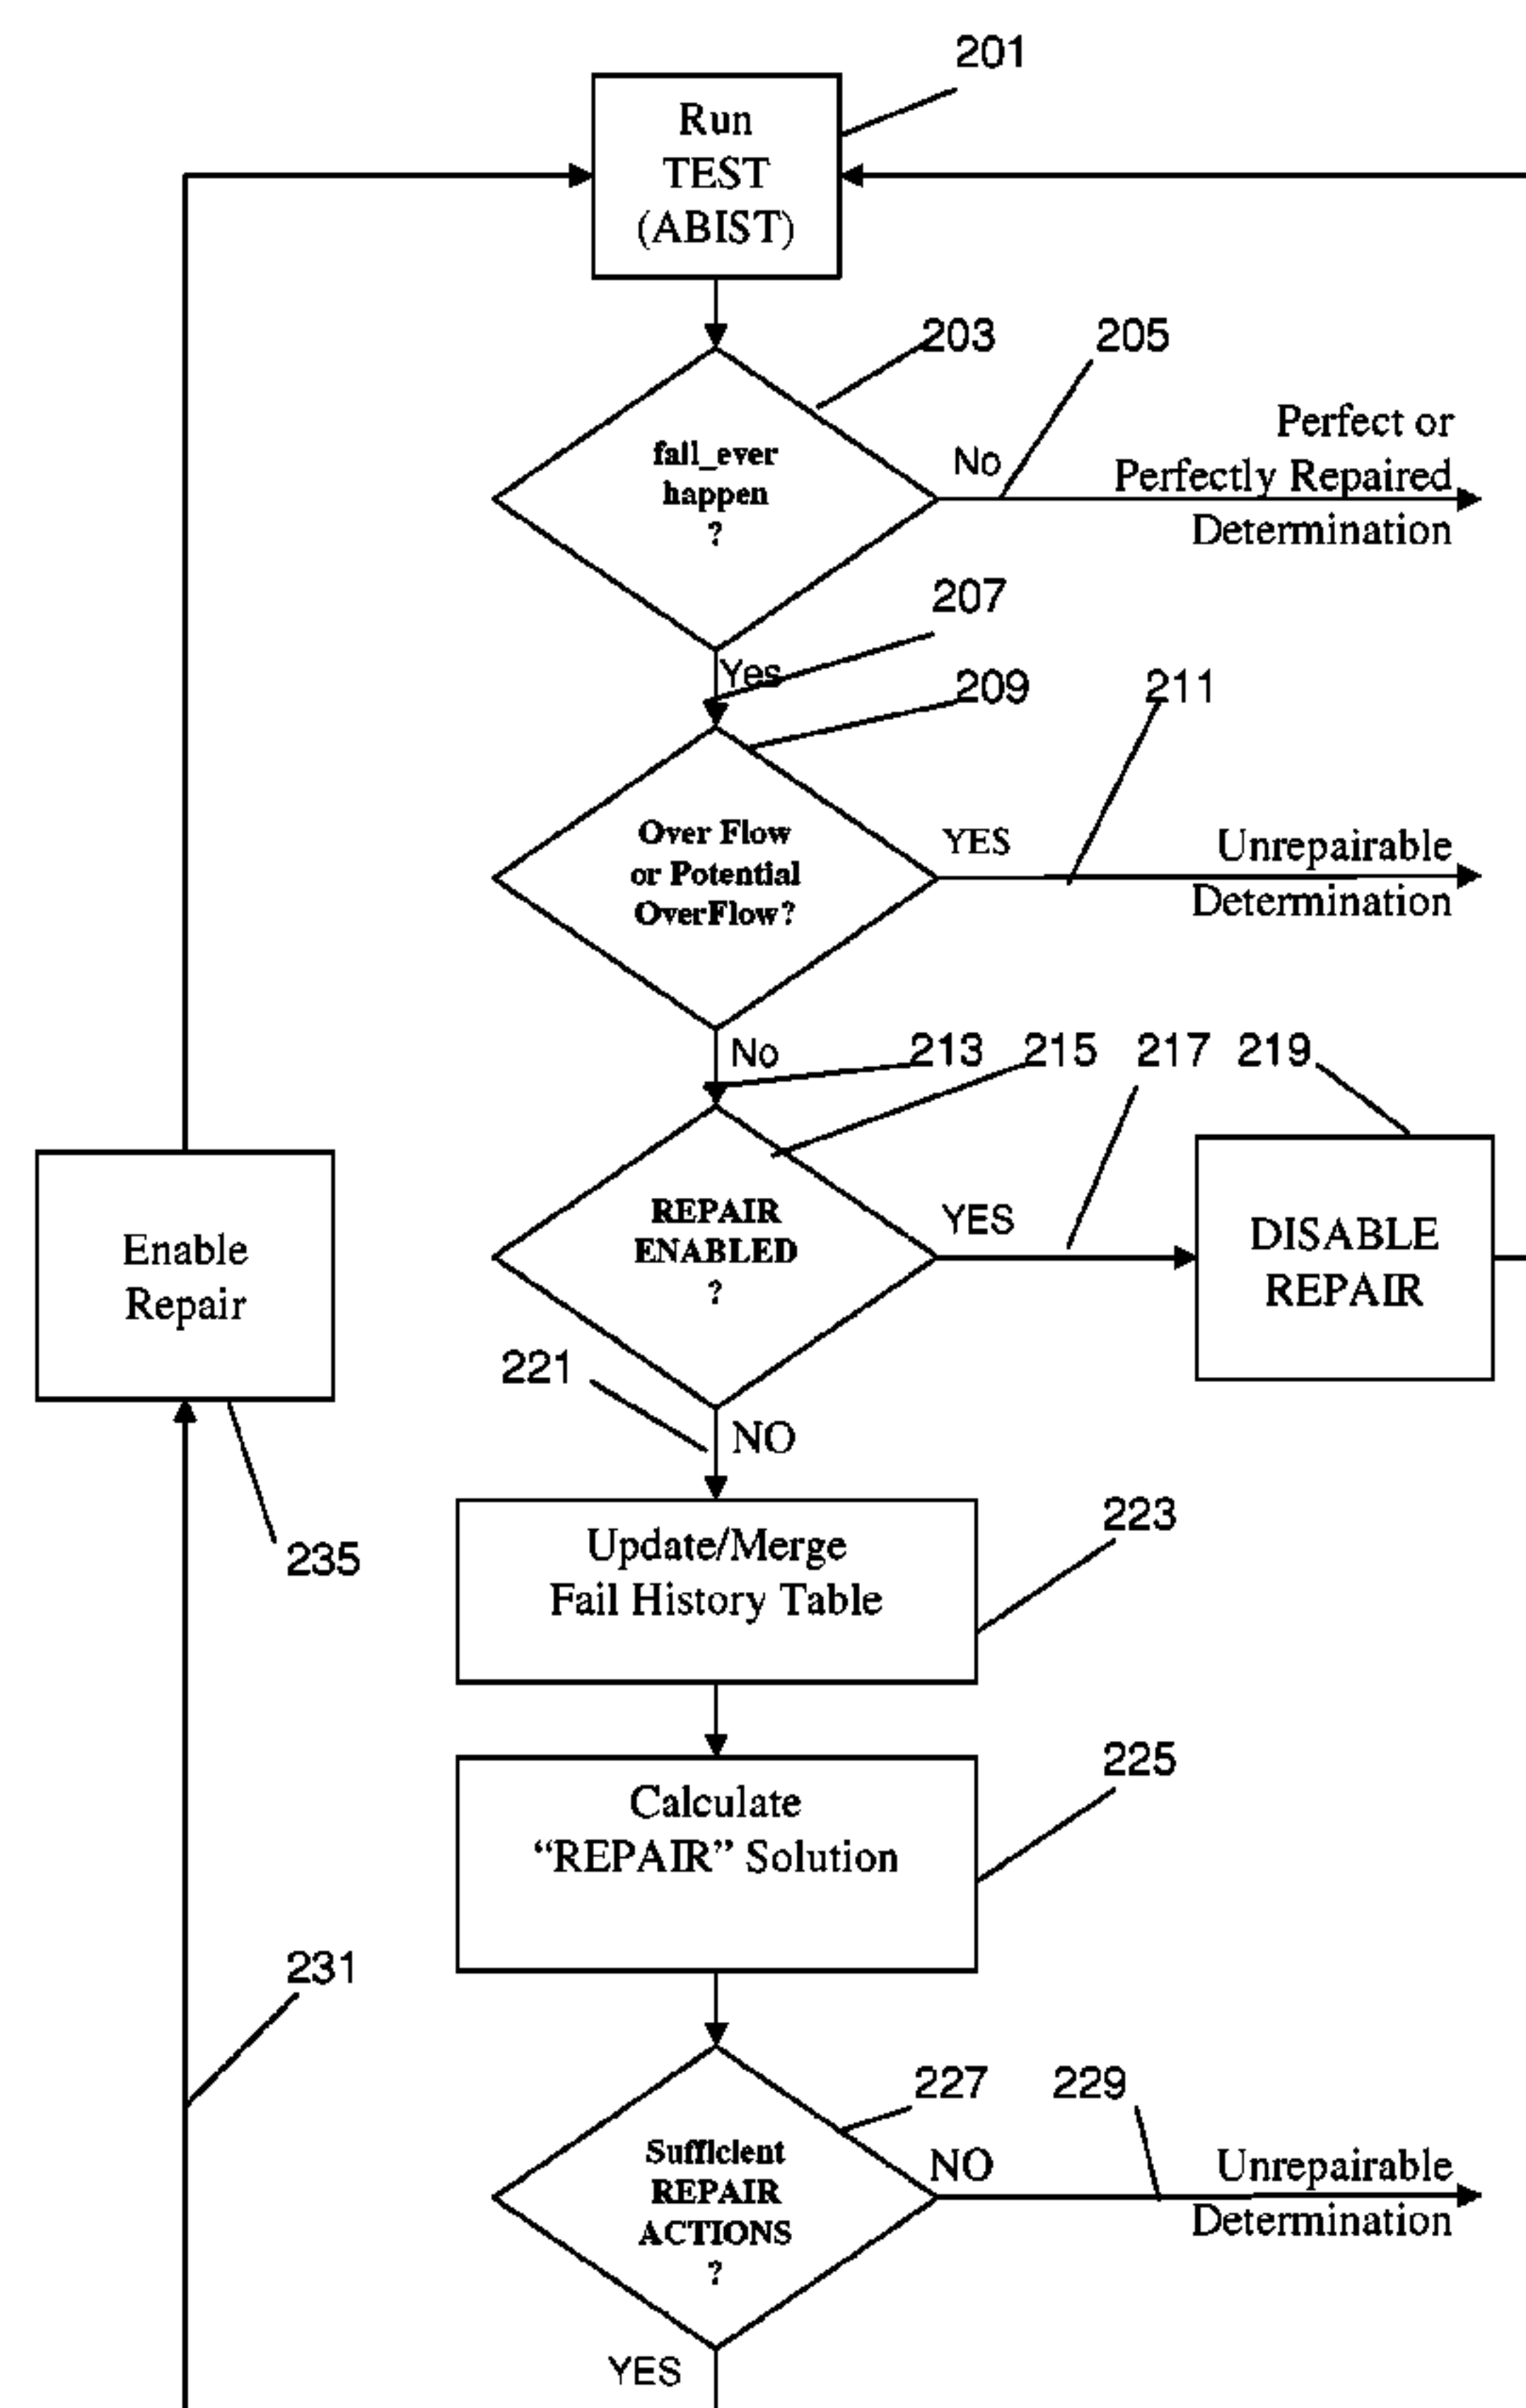 201
Run
TEST
(ABIST)
203
205
fail_ever
happen
?
No
Perfect or
Perfectly Repaired
Determination
207
Yes
209
211
Over Flow
or Potential
OverFlow?
YES
Unrepairable
Determination
No
213
215
217
219
REPAIR
ENABLED
?
YES
DISABLE
REPAIR
Enable
Repair
221
NO
235
Update/Merge
Fail History Table
223
Calculate
“REPAIR” Solution
225
231
227
229
Sufficient
REPAIR
ACTIONS
?
NO
Unrepairable
Determination
YES